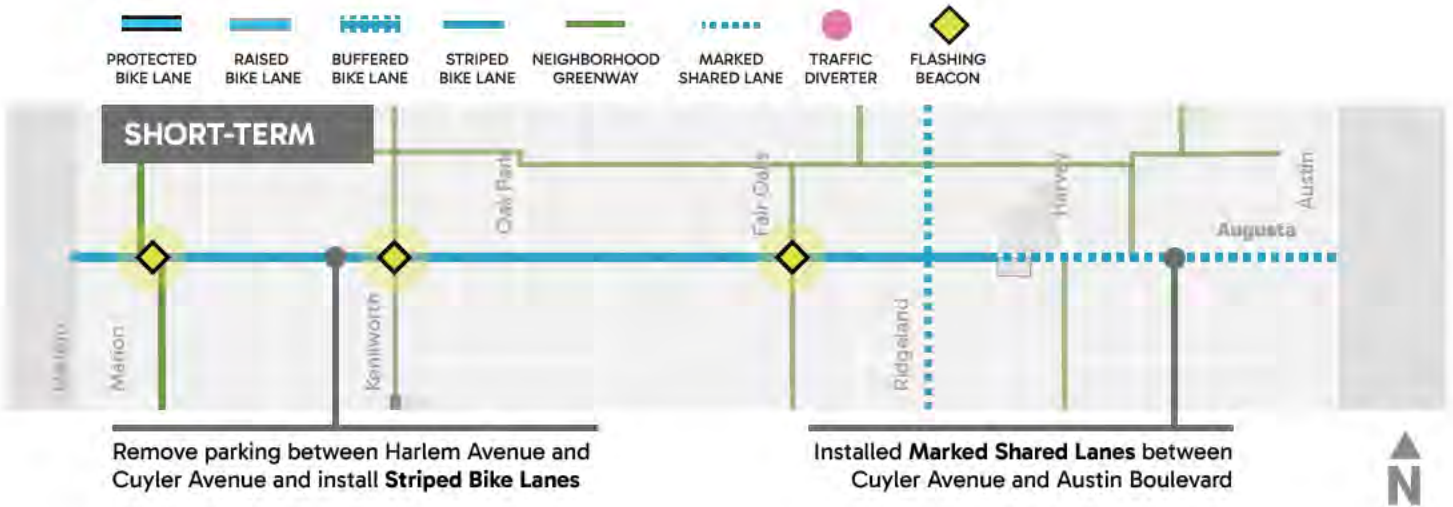 PROTECTED
BIKE LANE
RAISED
BIKE LANE
BUFFERED
BIKE LANE
STRIPED
BIKE LANE
NEIGHBORHOOD
GREENWAY
MARKED
SHARED LANE
TRAFFIC
DIVERTER
FLASHING
BEACON
SHORT-TERM
Harlem
Marion
Kenilworth
Oak Park
Fair Oaks
Ridgeland
Harvey
Austin
Augusta
Remove parking between Harlem Avenue and
Cuyler Avenue and install Striped Bike Lanes
Installed Marked Shared Lanes between
Cuyler Avenue and Austin Boulevard
N